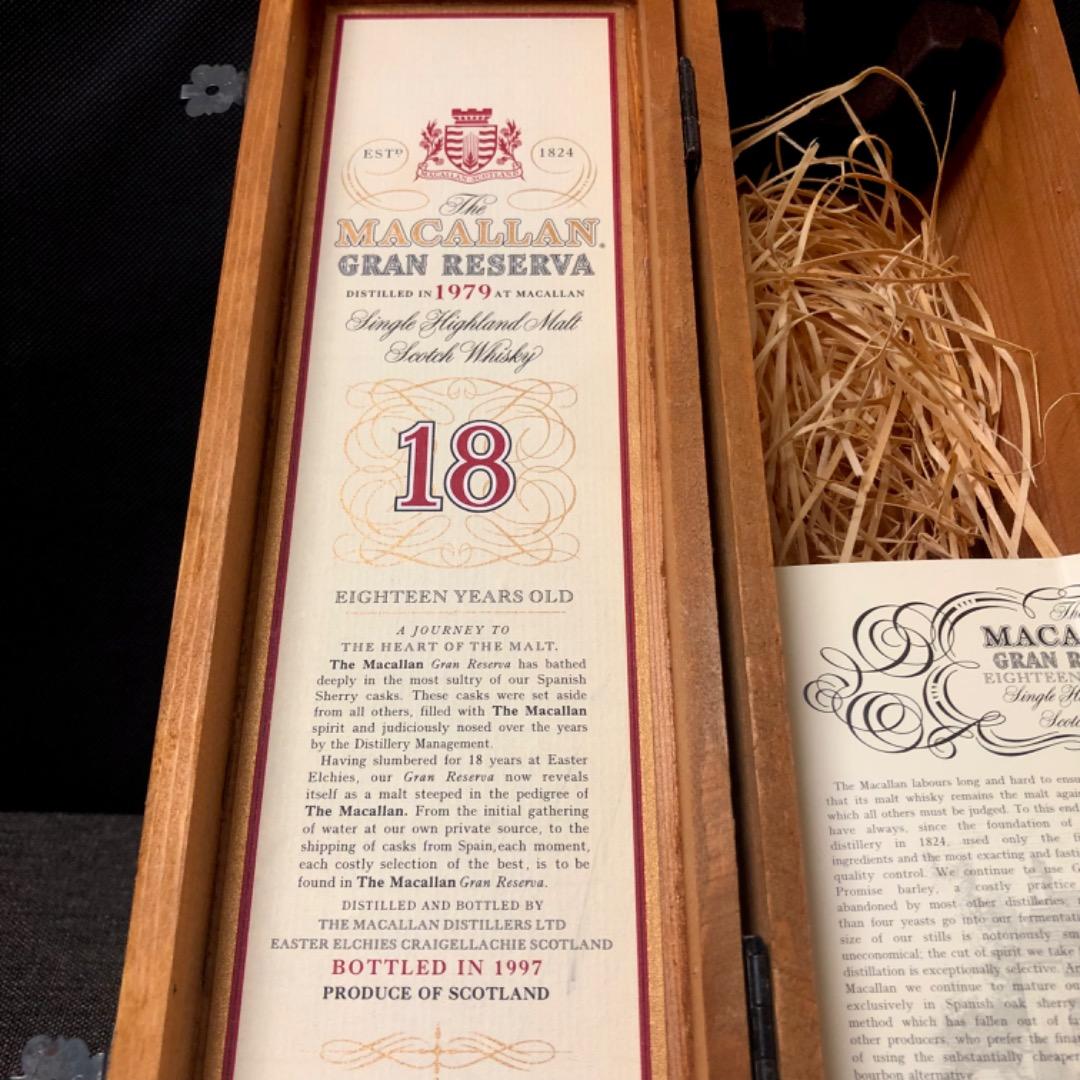 ESTD 1824
MACALLAN SCOTLAND
The
MACALLAN.
GRAN RESERVA
DISTILLED IN 1979 AT MACALLAN
Single Highland Malt
Scotch Whisky
18
EIGHTEEN YEARS OLD
A JOURNEY TO
THE HEART OF THE MALT.
The Macallan Gran Reserva has bathed
deeply in the most sultry of our Spanish
Sherry casks. These casks were set aside
from all others, filled with The Macallan
spirit and judiciously nosed over the years
by the Distillery Management.
Having slumbered for 18 years at Easter
Elchies, our Gran Reserva now reveals
itself as a malt steeped in the pedigree of
The Macallan. From the initial gathering
of water at our own private source, to the
shipping of casks from Spain,each moment,
each costly selection of the best, is to be
found in The Macallan Gran Reserva.
DISTILLED AND BOTTLED BY
THE MACALLAN DISTILLERS LTD
EASTER ELCHIES CRAIGELLACHIE SCOTLAND
BOTTLED IN 1997
PRODUCE OF SCOTLAND
MACA
GRAN R
EIGHTEEN
Single
The Macallan labours long and hard to
that its malt whisky remains the malt
which all others must be judged. To this end
have always, since the foundation of
distillery in 1824, used only the
ingredients and the most exacting and
quality control. We continue to use
Promise barley, a costly practice
abandoned by most other distilleries;
than four yeasts go into our
size of our stills is notoriously
uneconomical; the cut of spirit we take
distillation is exceptionally selective.
Macallan we continue to mature
exclusively in Spanish oak sherry
method which has fallen out of
other producers, who prefer the
of using the substantially cheaper
bourbon alternative